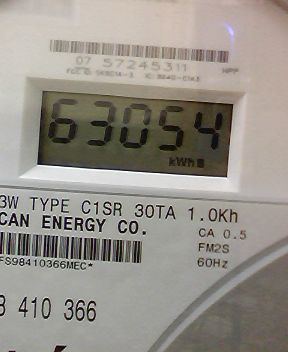 07 57245311
63054
kWh
3W TYPE C1SR 30TA 1.0Kh
CAN ENERGY CO.
CA 0.5
FM2S
*FS98410366MEC*
60Hz
8 410 366